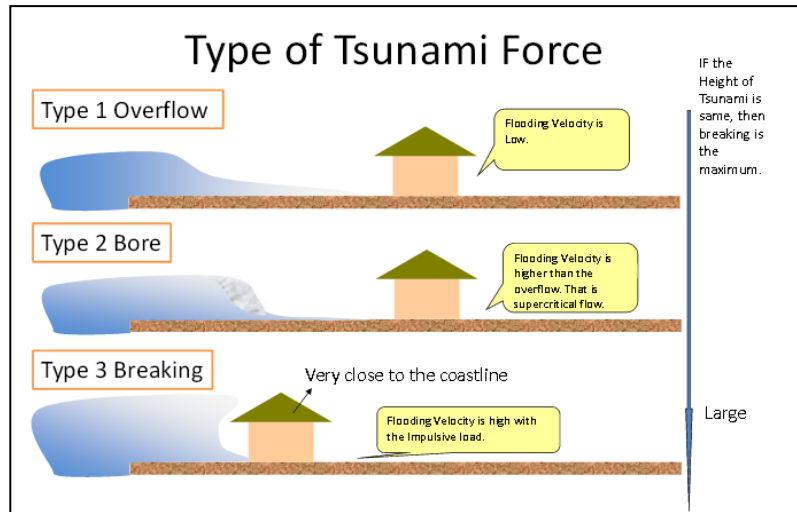 Type of Tsunami Force
IF the
Height of
Tsunami is
same, then
breaking is
the
maximum.
Type 1 Overflow
Flooding Velocity is
Low.
Type 2 Bore
Flooding Velocity is
higher than the
overflow. That is
supercritical flow.
Type 3 Breaking
Very close to the coastline
Flooding Velocity is high with
the Impulsive load.
Large